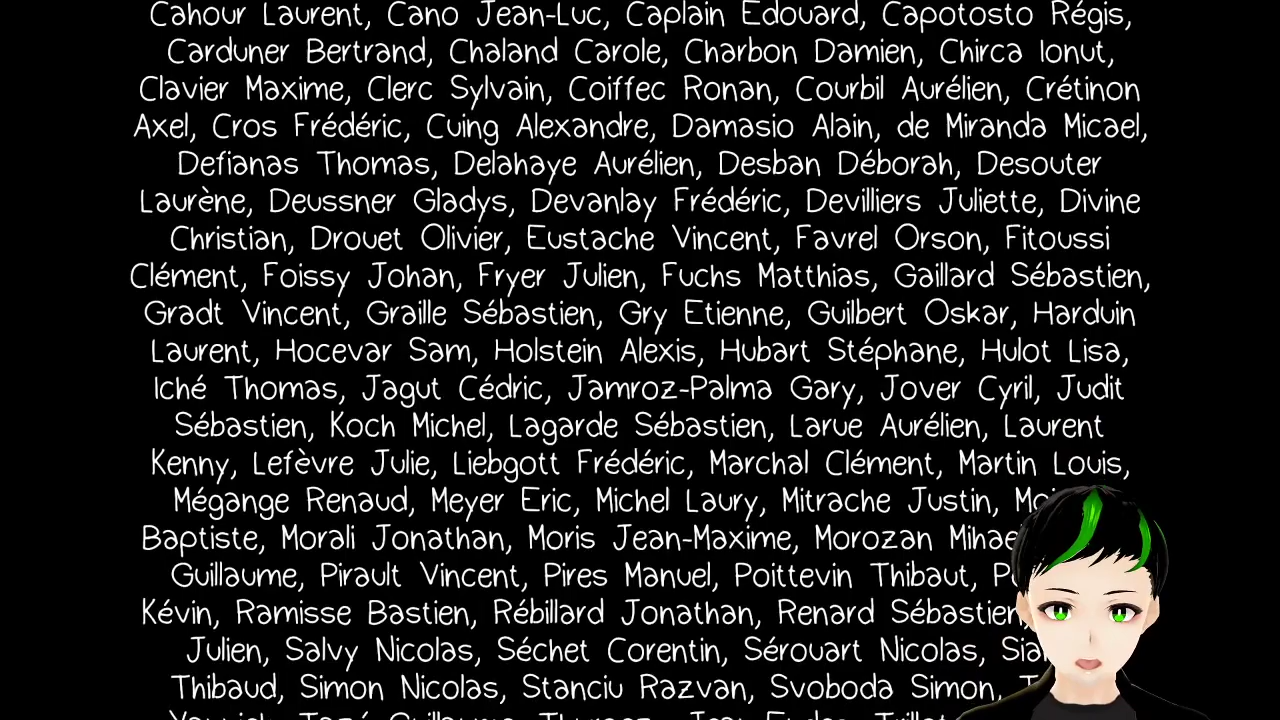 Cahour Laurent, Cano Jean-Luc, Caplain Edouard, Capotosto Régis,
Carduner Bertrand, Chaland Carole, Charbon Damien, Chirca Ionut,
Clavier Maxime, Clerc Sylvain, Coiffec Ronan, Courbil Aurélien, Crétinon
Axel, Cros Frédéric, Cuing Alexandre, Damasio Alain, de Miranda Micael,
Defianas Thomas, Delahaye Aurélien, Desban Déborah, Desouter
Laurène, Deussner Gladys, Devanlay Frédéric, Devilliers Juliette, Divine
Christian, Drouet Olivier, Eustache Vincent, Favrel Orson, Fitoussi
Clément, Foissy Johan, Fryer Julien, Fuchs Matthias, Gaillard Sébastien,
Gradt Vincent, Graille Sébastien, Gry Etienne, Guilbert Oskar, Harduin
Laurent, Hocevar Sam, Holstein Alexis, Hubart Stéphane, Hulot Lisa,
Iché Thomas, Jagut Cédric, Jamroz-Palma Gary, Jover Cyril, Judit
Sébastien, Koch Michel, Lagarde Sébastien, Larue Aurélien, Laurent
Kenny, Lefèvre Julie, Liebgott Frédéric, Marchal Clément, Martin Louis,
Mégange Renaud, Meyer Eric, Michel Laury, Mitrache Justin,
Baptiste, Morali Jonathan, Moris Jean-Maxime, Morozan
Guillaume, Pirault Vincent, Pires Manuel, Poittevin Thibaut,
Kévin, Ramisse Bastien, Rébillard Jonathan, Renard Sébastien,
Julien, Salvy Nicolas, Séchet Corentin, Sérouart Nicolas,
Thibaud, Simon Nicolas, Stanciu Razvan, Svoboda Simon,